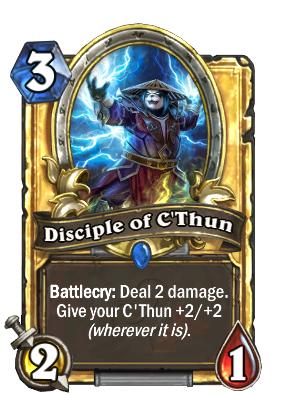 3
Disciple of C'Thun
Battlecry: Deal 2 damage.
Give your C'Thun +2/+2
(wherever it is).
2
1